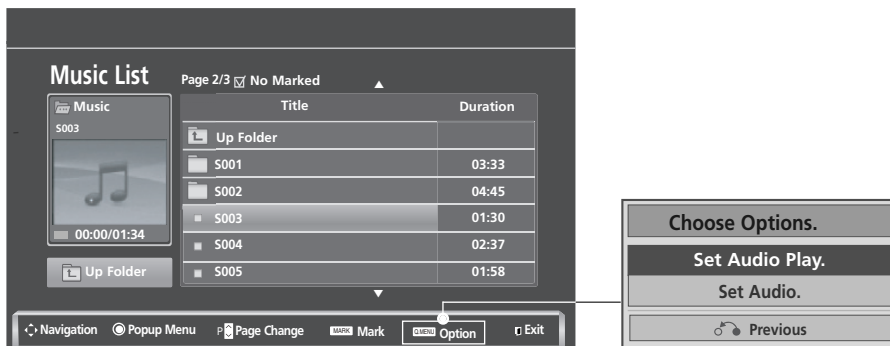 Music List
Page 2/3 No Marked
Music
S003
00:00/01:34
Up Folder
Title Duration
Up Folder
S001 03:33
S002 04:45
S003 01:30
S004 02:37
S005 01:58
Navigation Popup Menu P Page Change MARK Mark Q.MENU Option Exit
Choose Options.
Set Audio Play.
Set Audio.
Previous